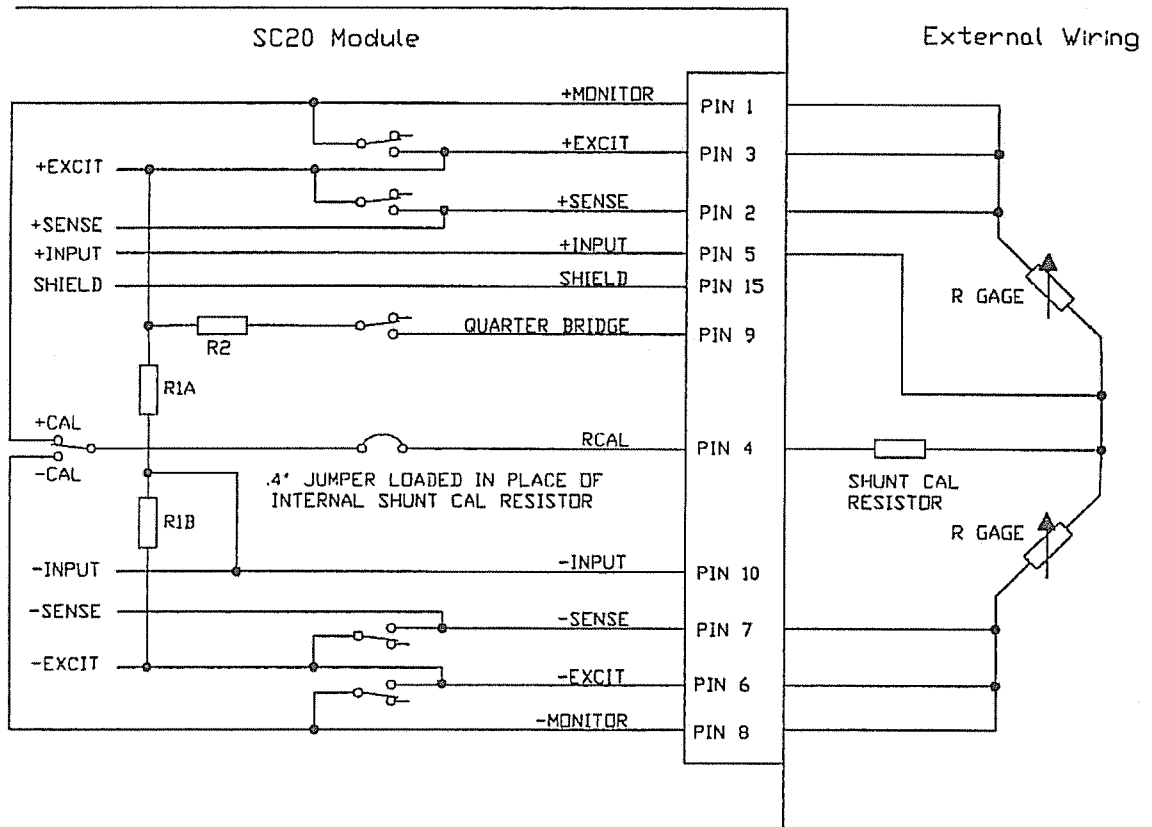 SC20 Module
External Wiring
+MONITOR
PIN 1
+EXCIT
PIN 3
+EXCIT
+SENSE
PIN 2
+SENSE
+INPUT
+INPUT
PIN 5
SHIELD
SHIELD
PIN 15
R GAGE
QUARTER BRIDGE
PIN 9
R2
R1A
+CAL
RCAL
PIN 4
-CAL
.4" JUMPER LOADED IN PLACE OF
INTERNAL SHUNT CAL RESISTOR
SHUNT CAL
RESISTOR
R1B
R GAGE
-INPUT
-INPUT
PIN 10
-SENSE
-SENSE
PIN 7
-EXCIT
-EXCIT
PIN 6
-MONITOR
PIN 8